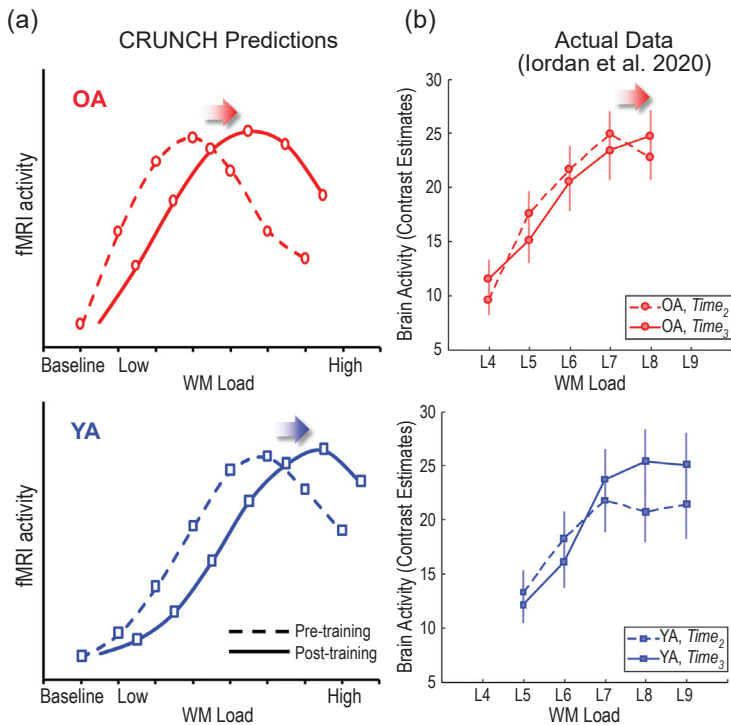 (a)
CRUNCH Predictions
OA
fMRI activity
Baseline Low High
WM Load
YA
fMRI activity
Pre-training
Post-training
Baseline Low High
WM Load
(b)
Actual Data
(Iordan et al. 2020)
Brain Activity (Contrast Estimates)
30
25
20
15
10
5
OA, Time2
OA, Time3
L4 L5 L6 L7 L8 L9
WM Load
Brain Activity (Contrast Estimates)
30
25
20
15
10
5
YA, Time2
YA, Time3
L4 L5 L6 L7 L8 L9
WM Load